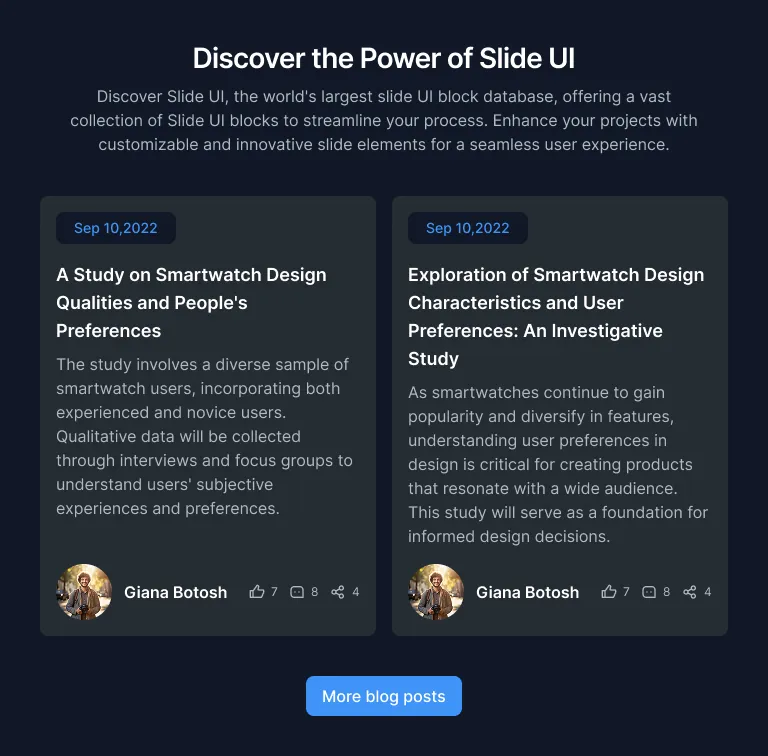 Discover the Power of Slide UI
Discover Slide UI, the world's largest slide UI block database, offering a vast
collection of Slide UI blocks to streamline your process. Enhance your projects with
customizable and innovative slide elements for a seamless user experience.
Sep 10,2022
A Study on Smartwatch Design
Qualities and People's
Preferences
The study involves a diverse sample of
smartwatch users, incorporating both
experienced and novice users.
Qualitative data will be collected
through interviews and focus groups to
understand users' subjective
experiences and preferences.
Giana Botosh 7 8 4
Sep 10,2022
Exploration of Smartwatch Design
Characteristics and User
Preferences: An Investigative
Study
As smartwatches continue to gain
popularity and diversify in features,
understanding user preferences in
design is critical for creating products
that resonate with a wide audience.
This study will serve as a foundation for
informed design decisions.
Giana Botosh 7 8 4
More blog posts